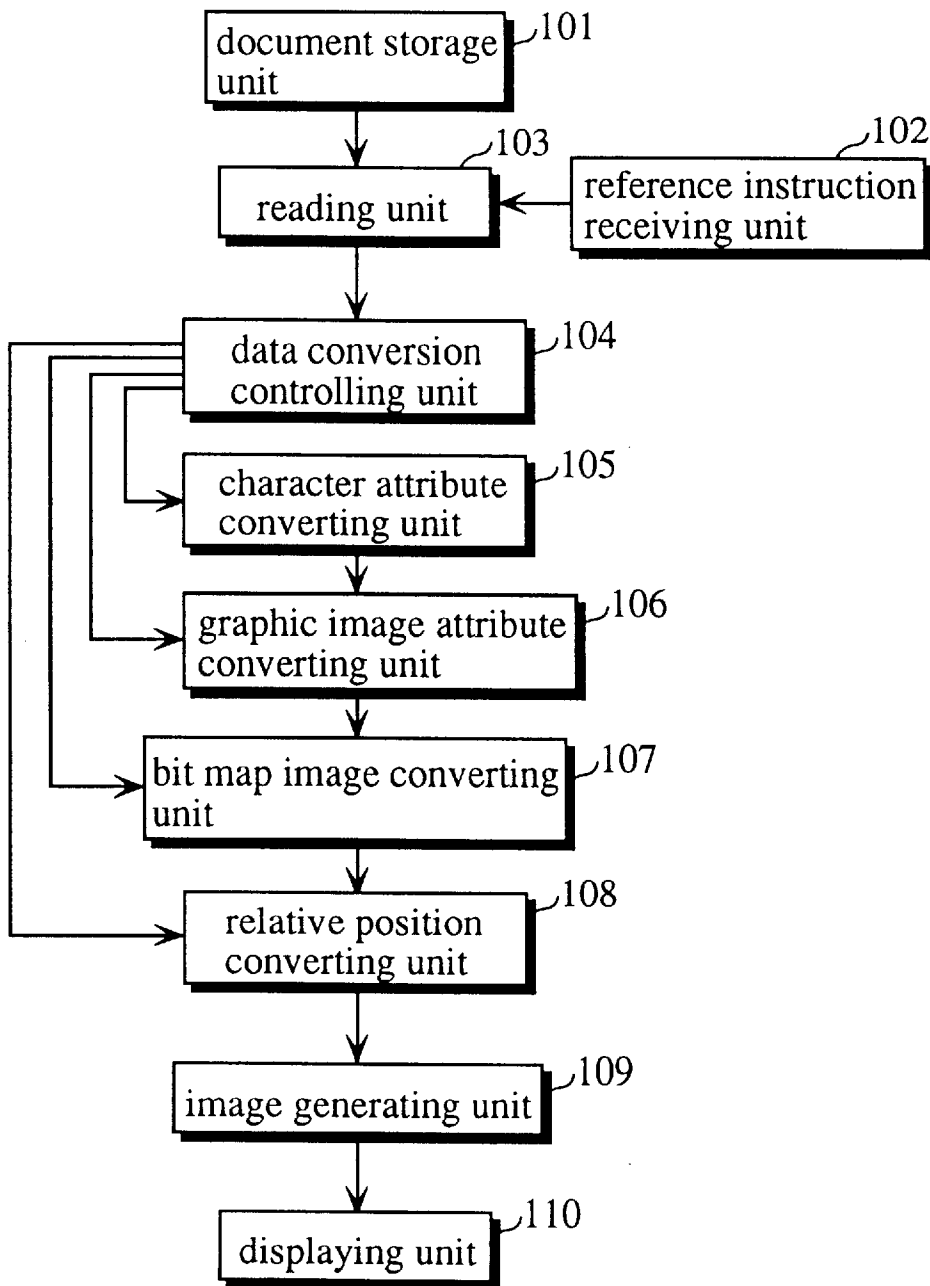 document storage
unit
101
103
reading unit
102
reference instruction
receiving unit
data conversion
controlling unit
104
character attribute
converting unit
105
graphic image attribute
converting unit
106
bit map image converting
unit
107
relative position
converting unit
108
image generating unit
109
displaying unit
110